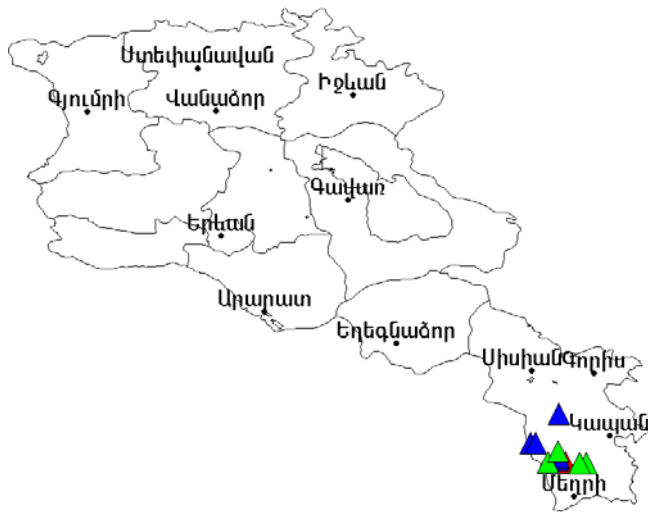 Ստեփանավան
Իջևան
Գյումրի
Վանաձոր
Գավառ
Երևան
Արարատ
Եղեգնաձոր
Սիսիան
Գորիս
Կապան
Մեղրի